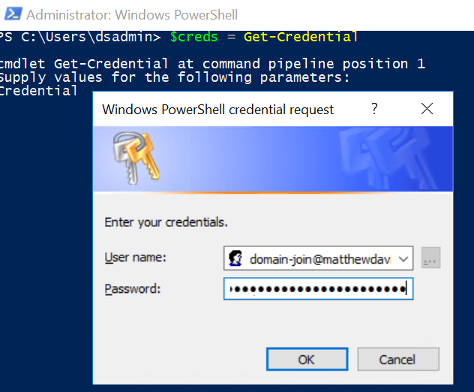 Administrator: Windows PowerShell
PS C:\Users\dsadmin> $creds = Get-Credential
cmdlet Get-Credential at command pipeline position 1
Supply values for the following parameters:
Credential
Windows PowerShell credential request ? ×
Enter your credentials.
User name: domain-join@matthewdav
Password: ••••••••••••••••••••••••
OK Cancel